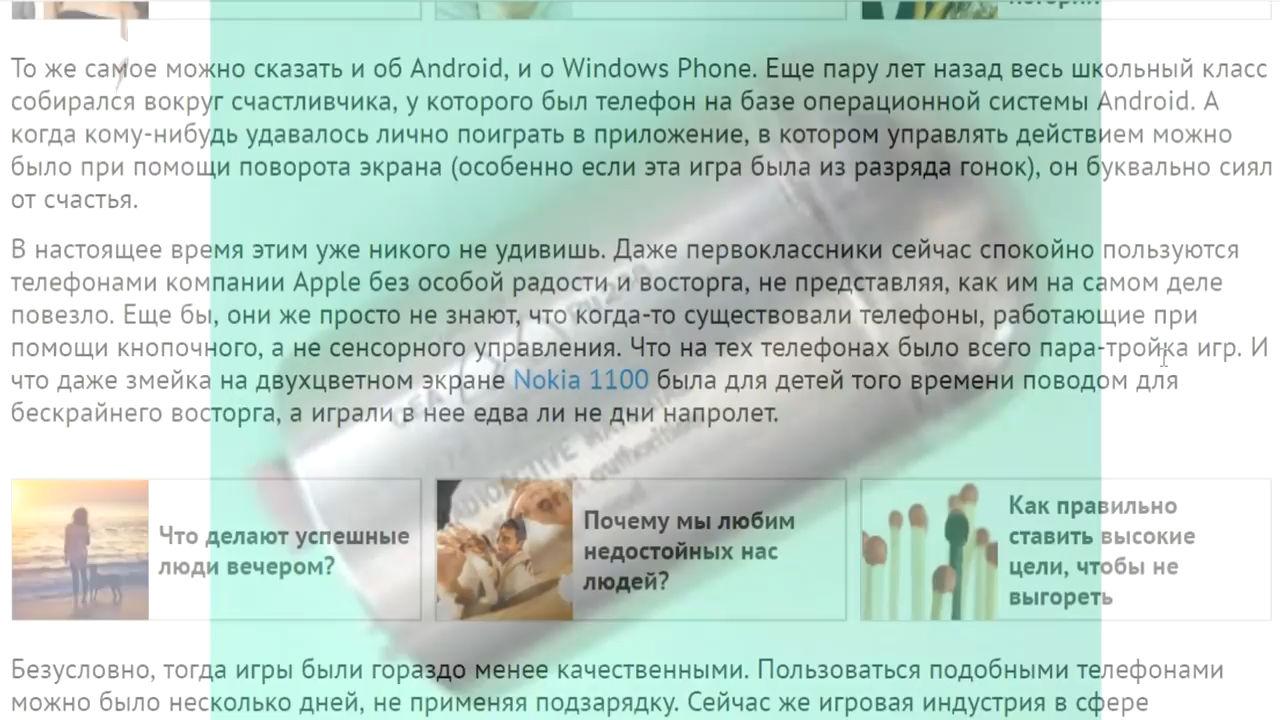 То же самое можно сказать и об Android, и о Windows Phone. Еще пару лет назад весь школьный класс
собирался вокруг счастливчика, у которого был телефон на базе операционной системы Android. А
когда кому-нибудь удавалось лично поиграть в приложение, в котором управлять действием можно
было при помощи поворота экрана (особенно если эта игра была из разряда гонок), он буквально сиял
от счастья.
В настоящее время этим уже никого не удивишь. Даже первоклассники сейчас спокойно пользуются
телефонами компании Apple без особой радости и восторга, не представляя, как им на самом деле
повезло. Еще бы, они же просто не знают, что когда-то существовали телефоны, работающие при
помощи кнопочного, а не сенсорного управления. Что на тех телефонах было всего пара-тройка игр. И
что даже змейка на двухцветном экране Nokia 1100 была для детей того времени поводом для
бескрайнего восторга, а играли в нее едва ли не дни напролет.
Что делают успешные
люди вечером?
Почему мы любим
недостойных нас
людей?
Как правильно
ставить высокие
цели, чтобы не
выгореть
Безусловно, тогда игры были гораздо менее качественными. Пользоваться подобными телефонами
можно было несколько дней, не применяя подзарядку. Сейчас же игровая индустрия в сфере